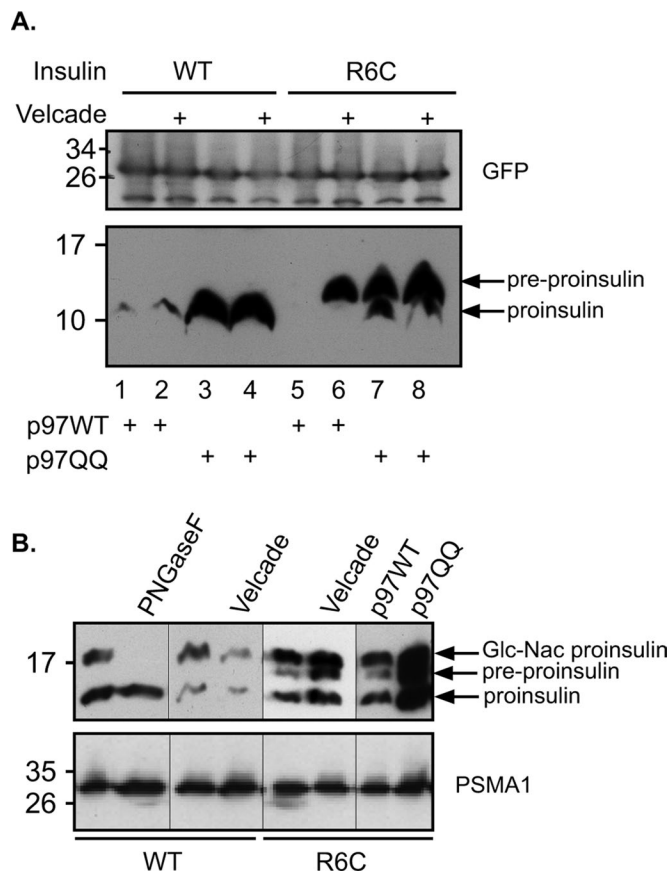 A.
Insulin WT R6C
Velcade + + + +
34
26
GFP
17
10
pre-proinsulin
proinsulin
1 2 3 4 5 6 7 8
p97WT + + + +
p97QQ + + + +
B.
PNGaseF Velcade Velcade p97WT p97QQ
17
Glc-Nac proinsulin
pre-proinsulin
proinsulin
35
26
PSMA1
WT R6C